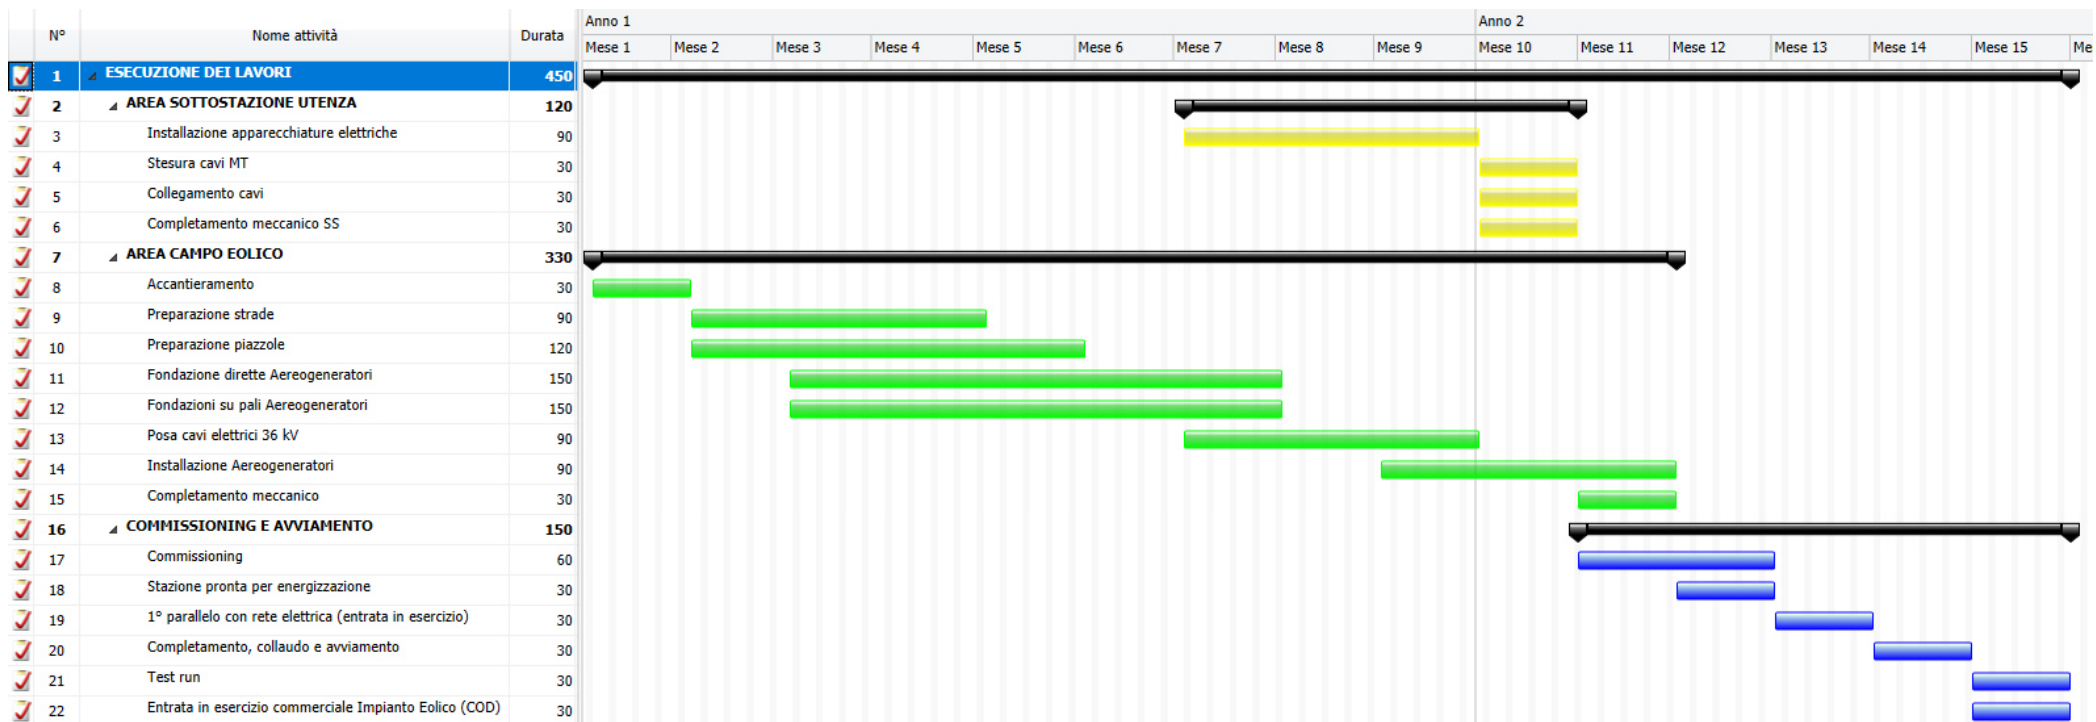 N° Nome attività Durata Anno 1 Anno 2
Mese 1 Mese 2 Mese 3 Mese 4 Mese 5 Mese 6 Mese 7 Mese 8 Mese 9 Mese 10 Mese 11 Mese 12 Mese 13 Mese 14 Mese 15 Me
1 ESECUZIONE DEI LAVORI 450
2 AREA SOTTOSTAZIONE UTENZA 120
3 Installazione apparecchiature elettriche 90
4 Stesura cavi MT 30
5 Collegamento cavi 30
6 Completamento meccanico SS 30
7 AREA CAMPO EOLICO 330
8 Accantieramento 30
9 Preparazione strade 90
10 Preparazione piazzole 120
11 Fondazione dirette Aereogeneratori 150
12 Fondazioni su pali Aereogeneratori 150
13 Posa cavi elettrici 36 kV 90
14 Installazione Aereogeneratori 90
15 Completamento meccanico 30
16 COMMISSIONING E AVVIAMENTO 150
17 Commissioning 60
18 Stazione pronta per energizzazione 30
19 1° parallelo con rete elettrica (entrata in esercizio) 30
20 Completamento, collaudo e avviamento 30
21 Test run 30
22 Entrata in esercizio commerciale Impianto Eolico (COD) 30